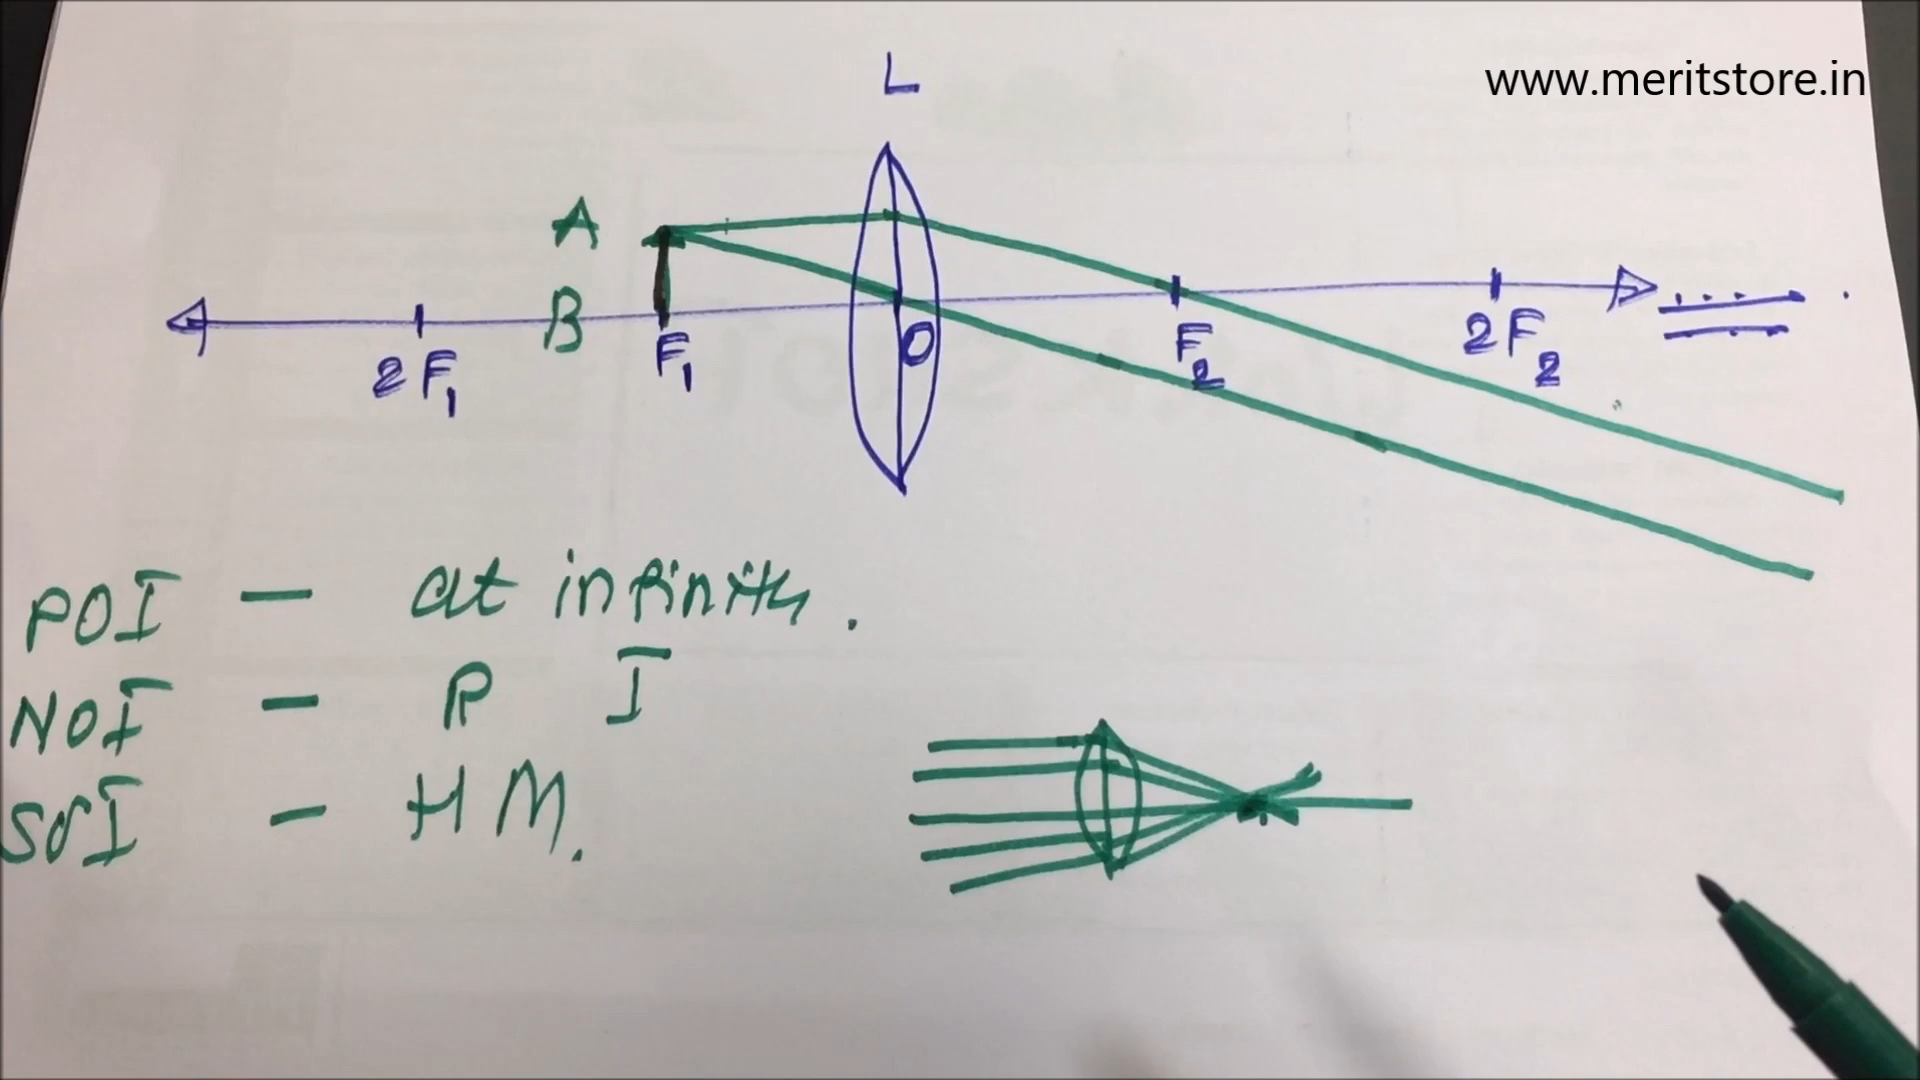 www.meritstore.in
L
A
B
2F1 F1 O F2 2F2
POI - at infinity.
NOI - R I
SOI - HM.